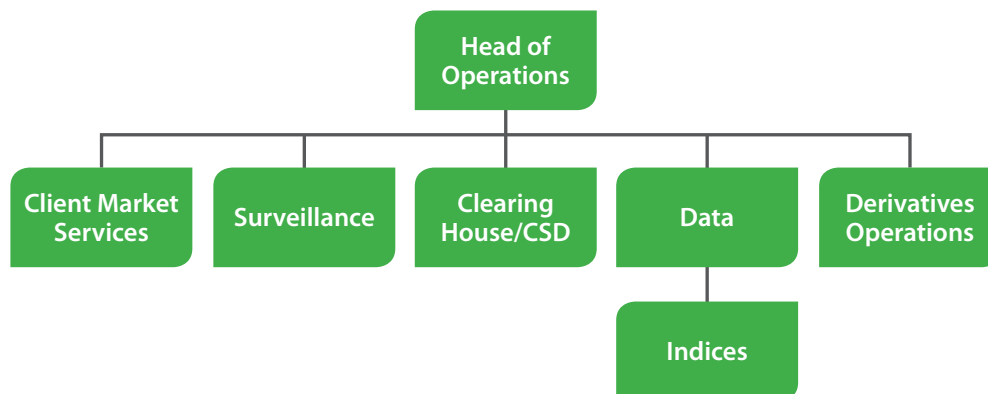 Head of
Operations
Client Market
Services
Surveillance
Clearing
House/CSD
Data
Derivatives
Operations
Indices